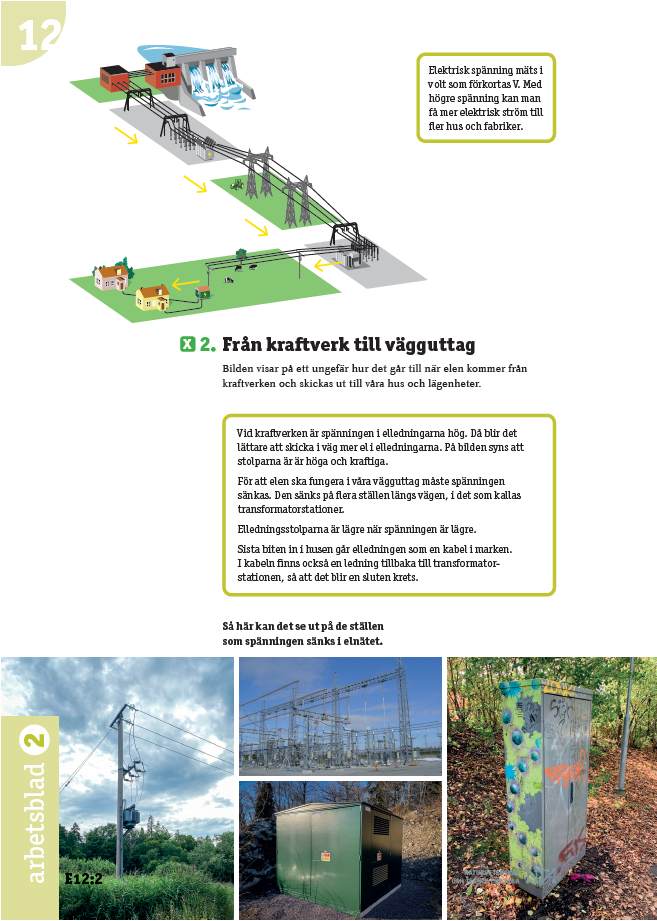 12
Elektrisk spänning mäts i
volt som förkortas V. Med
högre spänning kan man
få mer elektrisk ström till
fler hus och fabriker.
X 2. Från kraftverk till vägguttag
Bilden visar på ett ungefär hur det går till när elen kommer från
kraftverken och skickas ut till våra hus och lägenheter.
Vid kraftverken är spänningen i elledningarna hög. Då blir det
lättare att skicka i väg mer el i elledningarna. På bilden syns att
stolparna är är höga och kraftiga.
För att elen ska fungera i våra vägguttag måste spänningen
sänkas. Den sänks på flera ställen längs vägen, i det som kallas
transformatorstationer.
Elledningsstolparna är lägre när spänningen är lägre.
Sista biten in i husen går elledningen som en kabel i marken.
I kabeln finns också en ledning tillbaka till transformator-
stationen, så att det blir en sluten krets.
Så här kan det se ut på de ställen
som spänningen sänks i elnätet.
arbetsblad 2
E12:2